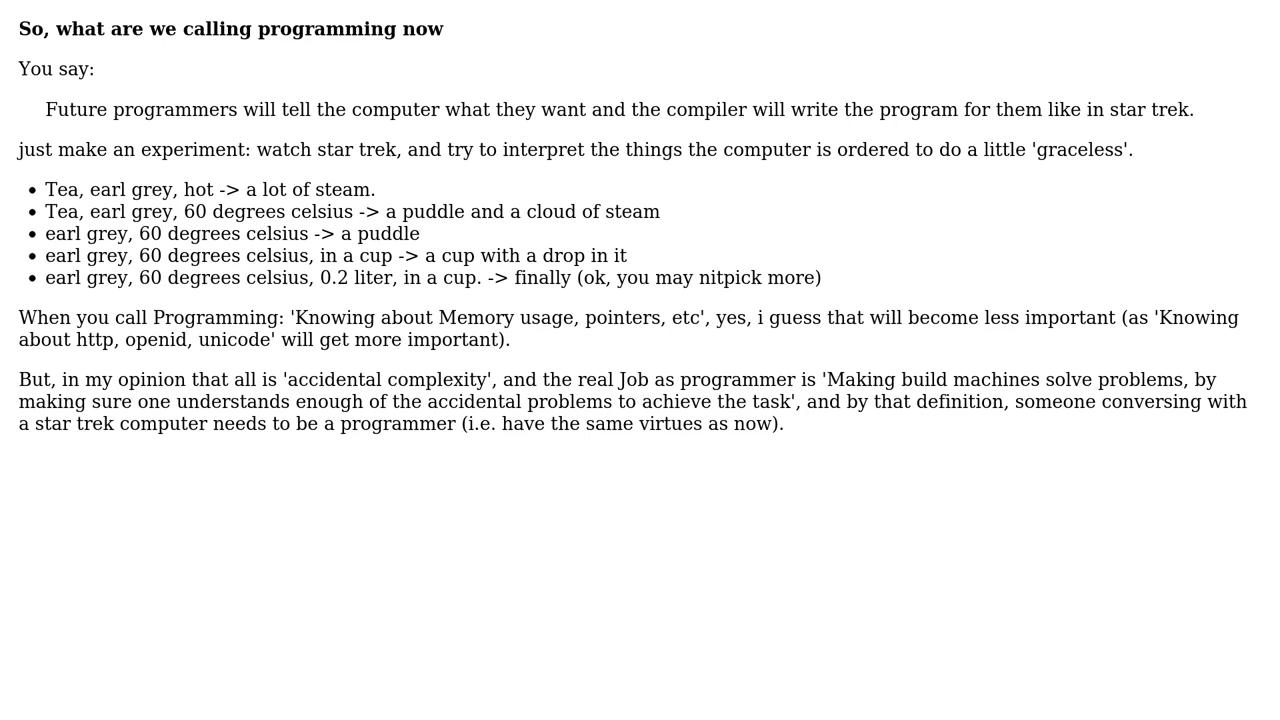 So, what are we calling programming now
You say:
Future programmers will tell the computer what they want and the compiler will write the program for them like in star trek.
just make an experiment: watch star trek, and try to interpret the things the computer is ordered to do a little 'graceless'.
• Tea, earl grey, hot -> a lot of steam.
• Tea, earl grey, 60 degrees celsius -> a puddle and a cloud of steam
• earl grey, 60 degrees celsius -> a puddle
• earl grey, 60 degrees celsius, in a cup -> a cup with a drop in it
• earl grey, 60 degrees celsius, 0.2 liter, in a cup. -> finally (ok, you may nitpick more)
When you call Programming: 'Knowing about Memory usage, pointers, etc', yes, i guess that will become less important (as 'Knowing
about http, openid, unicode' will get more important).
But, in my opinion that all is 'accidental complexity', and the real Job as programmer is 'Making build machines solve problems, by
making sure one understands enough of the accidental problems to achieve the task', and by that definition, someone conversing with
a star trek computer needs to be a programmer (i.e. have the same virtues as now).